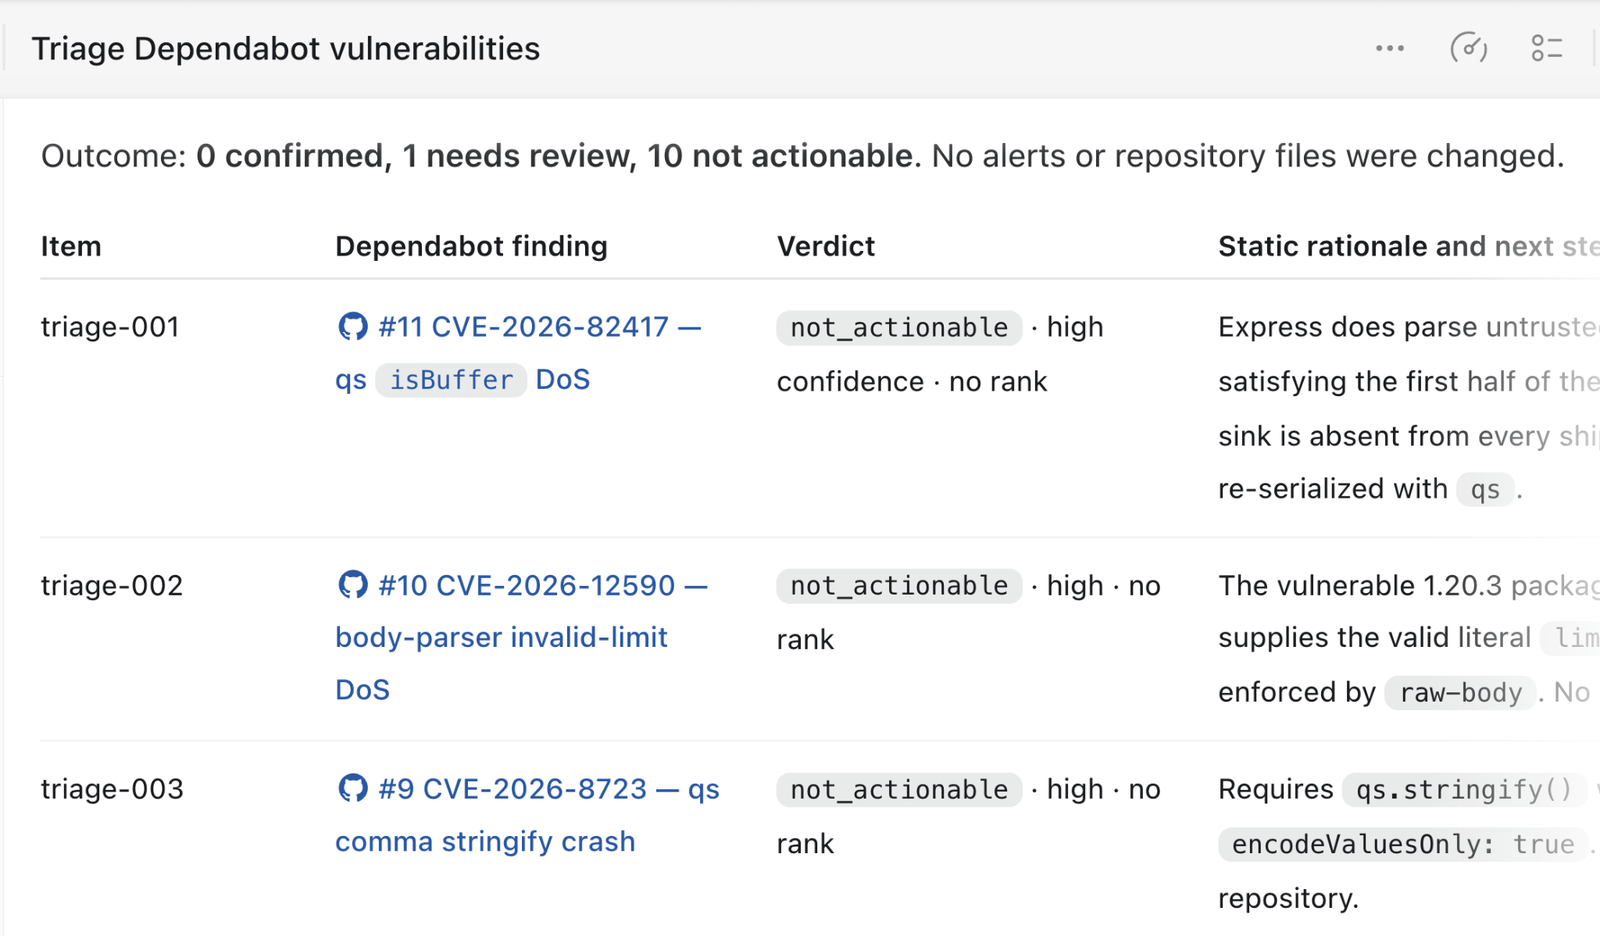 Triage Dependabot vulnerabilities
Outcome: 0 confirmed, 1 needs review, 10 not actionable. No alerts or repository files were changed.
Item Dependabot finding Verdict Static rationale and next
triage-001
#11 CVE-2026-82417 —
qs isBuffer DoS
not_actionable · high
confidence · no rank
Express does parse
satisfying the first half of the
sink is absent from every
re-serialized with qs .
triage-002
#10 CVE-2026-12590 —
body-parser invalid-limit
DoS
not_actionable · high · no
rank
The vulnerable 1.20.3
supplies the valid literal
enforced by raw-body . No
triage-003
#9 CVE-2026-8723 — qs
comma stringify crash
not_actionable · high · no
rank
Requires qs.stringify()
encodeValuesOnly: true .
repository.